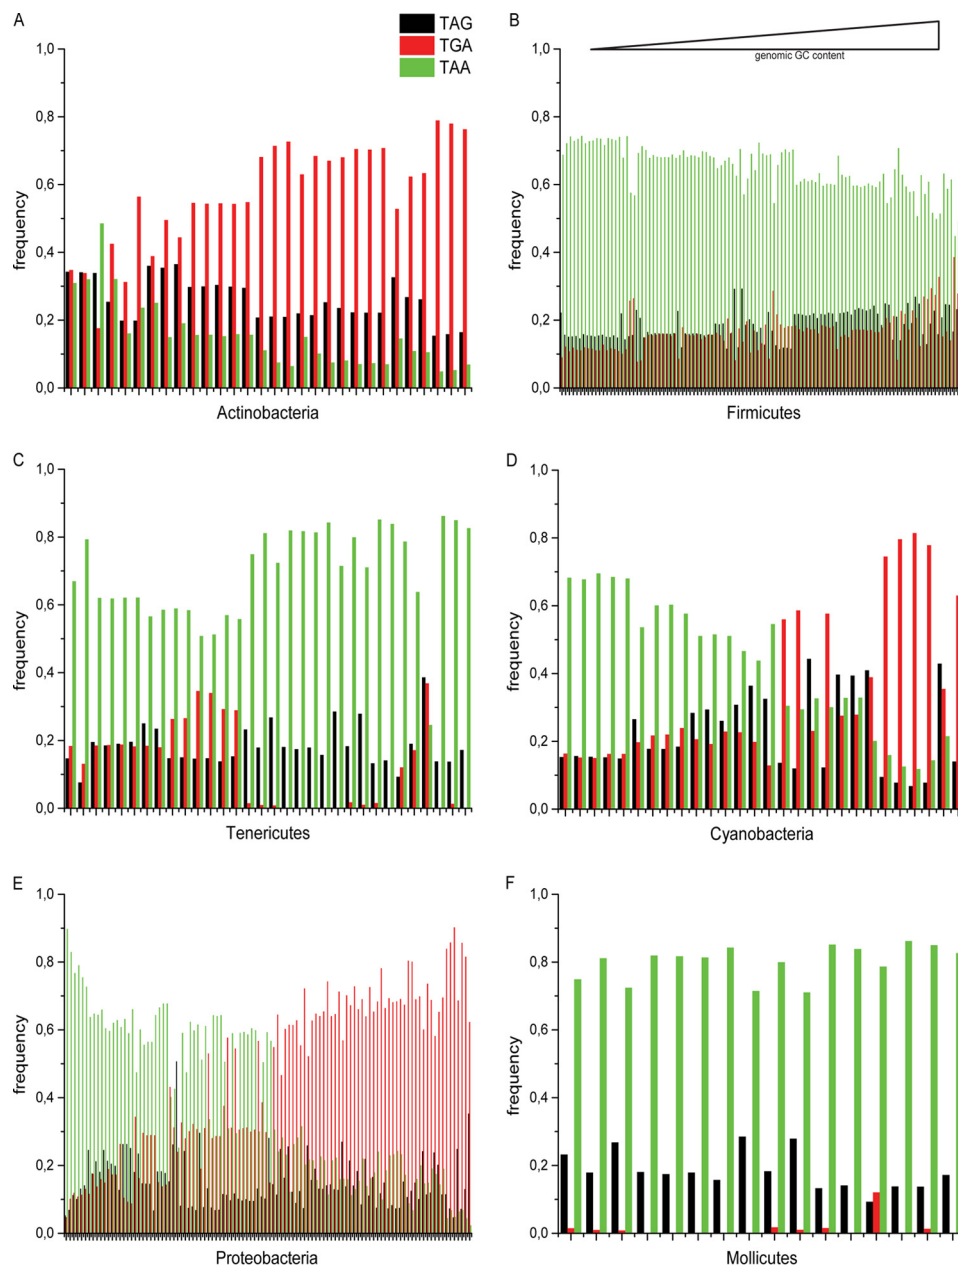 A
TAG
TGA
TAA
1,0
0,8
0,6
0,4
0,2
0,0
frequency
Actinobacteria
B
genomic GC content
1,0
0,8
0,6
0,4
0,2
0,0
frequency
Firmicutes
C
1,0
0,8
0,6
0,4
0,2
0,0
frequency
Tenericutes
D
1,0
0,8
0,6
0,4
0,2
0,0
frequency
Cyanobacteria
E
1,0
0,8
0,6
0,4
0,2
0,0
frequency
Proteobacteria
F
1,0
0,8
0,6
0,4
0,2
0,0
frequency
Mollicutes